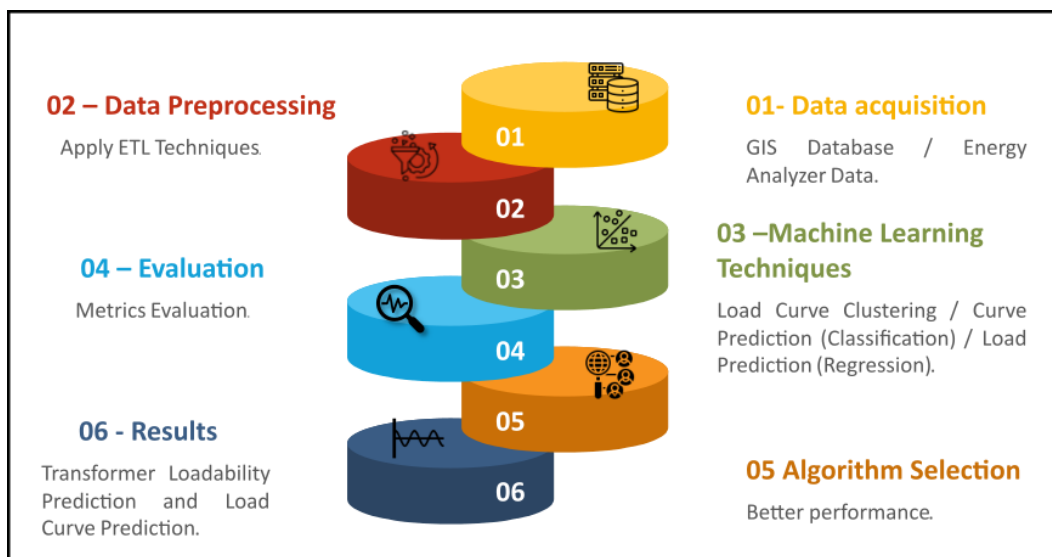 01- Data acquisition
GIS Database / Energy
Analyzer Data.
02 – Data Preprocessing
Apply ETL Techniques.
03 –Machine Learning
Techniques
Load Curve Clustering / Curve
Prediction (Classification) / Load
Prediction (Regression).
04 – Evaluation
Metrics Evaluation.
05 Algorithm Selection
Better performance.
06 - Results
Transformer Loadability
Prediction and Load
Curve Prediction.
01
02
03
04
05
06